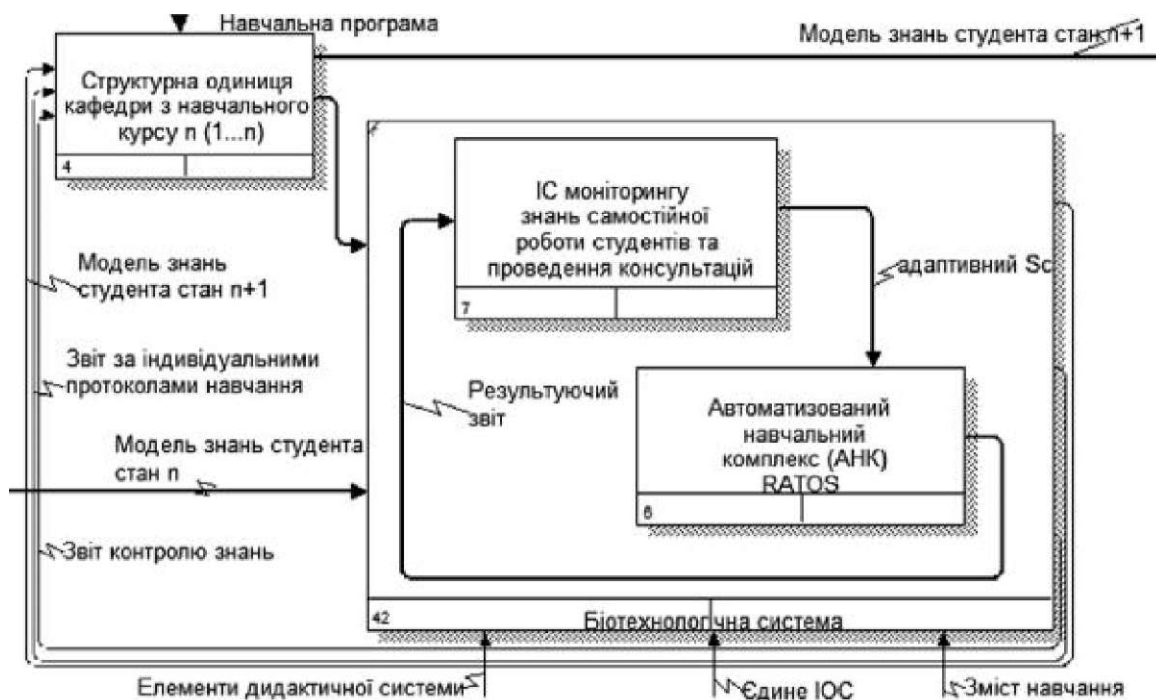 Навчальна програма
Модель знань студента стан n+1
Структурна одиниця
кафедри з навчального
курсу n (1...n)
4
ІС моніторингу
знань самостійної
роботи студентів та
проведення консультацій
7
адаптивний Sc
Модель знань
студента стан n+1
Звіт за індивідуальними
протоколами навчання
Результуючий
звіт
Автоматизований
навчальний
комплекс (АНК)
RATOS
6
Модель знань студента
стан n
Звіт контролю знань
42
Біотехнологічна система
Елементи дидактичної системи
Єдине ІОС
Зміст навчання